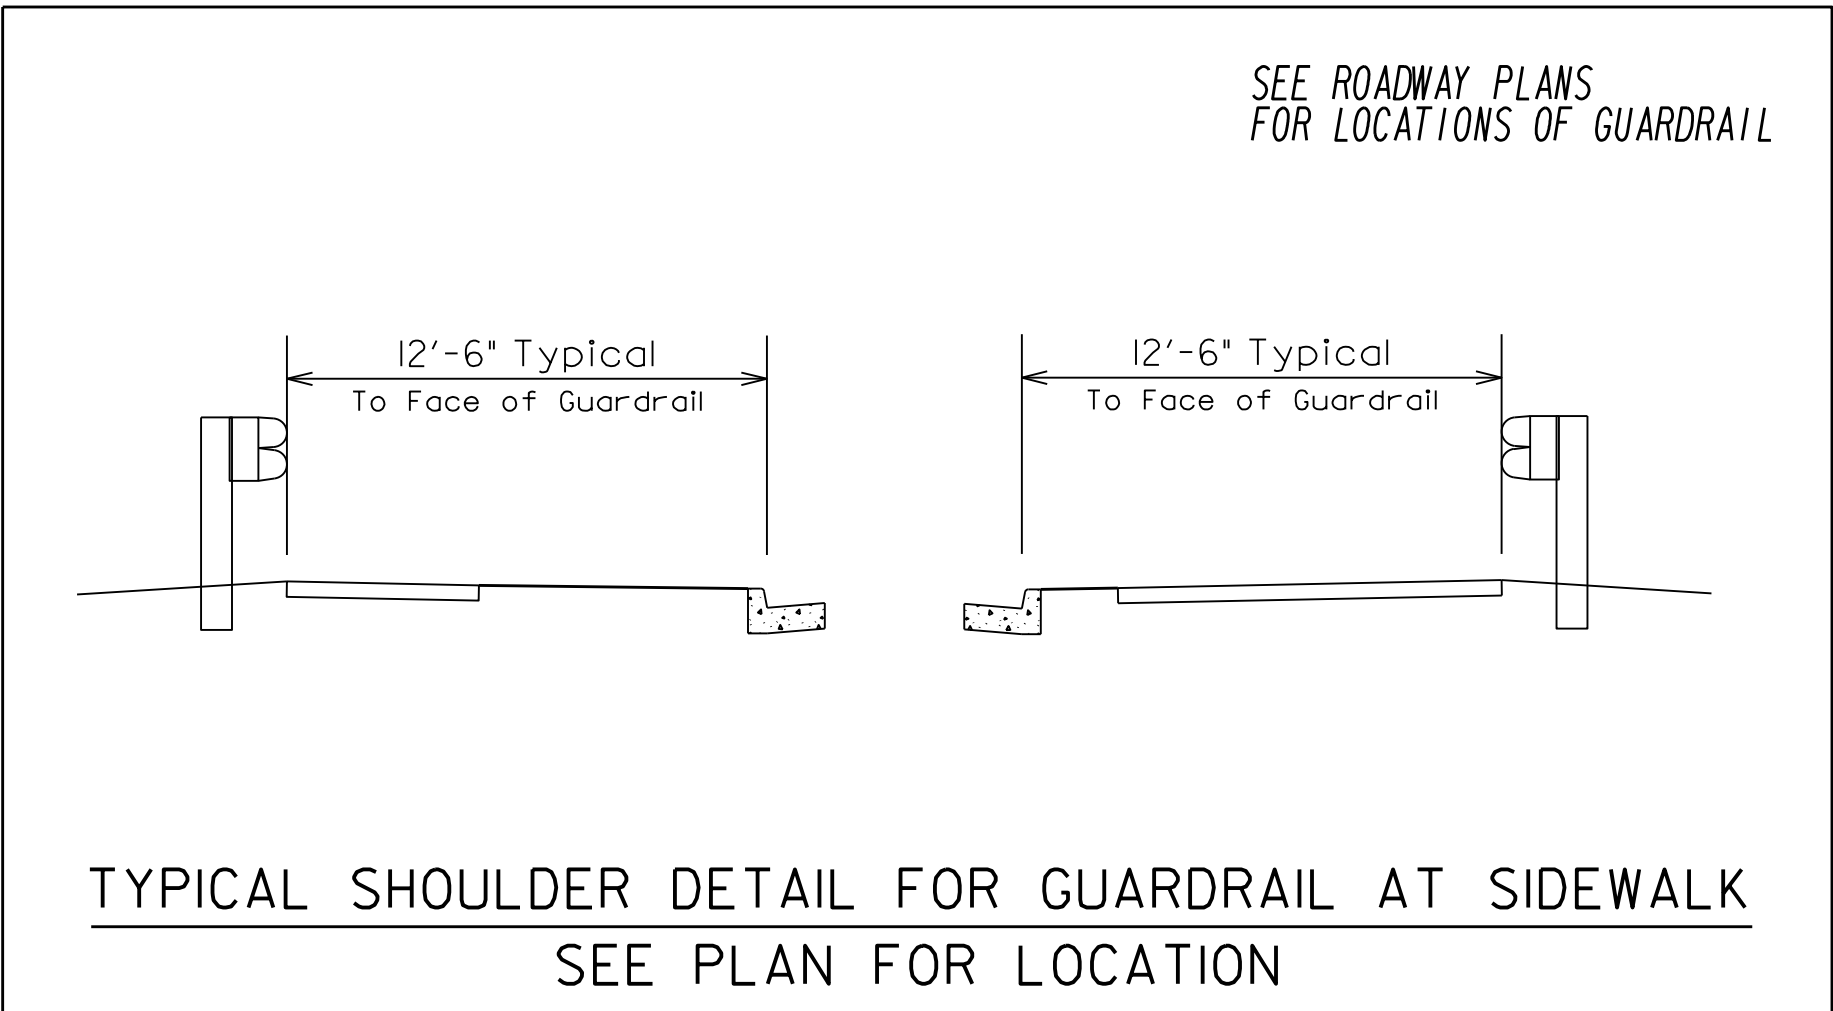 SEE ROADWAY PLANS
FOR LOCATIONS OF GUARDRAIL
12'-6" Typical
To Face of Guardrail
12'-6" Typical
To Face of Guardrail
TYPICAL SHOULDER DETAIL FOR GUARDRAIL AT SIDEWALK
SEE PLAN FOR LOCATION